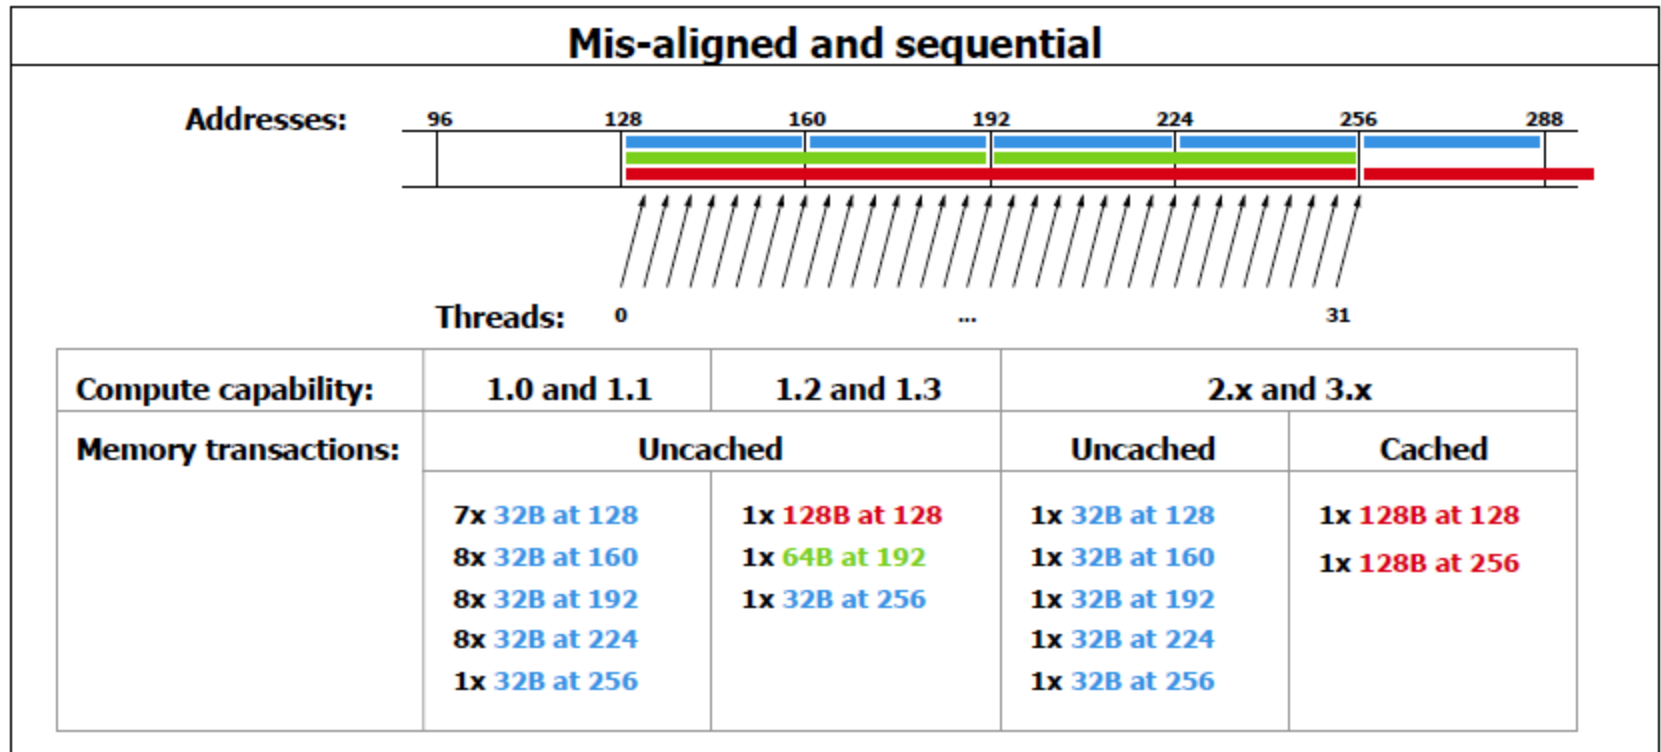 Mis-aligned and sequential
Addresses: 96 128 160 192 224 256 288
Threads: 0 ... 31
Compute capability: 1.0 and 1.1 1.2 and 1.3 2.x and 3.x
Memory transactions: Uncached Uncached Cached
7x 32B at 128 1x 128B at 128 1x 32B at 128 1x 128B at 128
8x 32B at 160 1x 64B at 192 1x 32B at 160 1x 128B at 256
8x 32B at 192 1x 32B at 256 1x 32B at 192
8x 32B at 224 1x 32B at 224
1x 32B at 256 1x 32B at 256